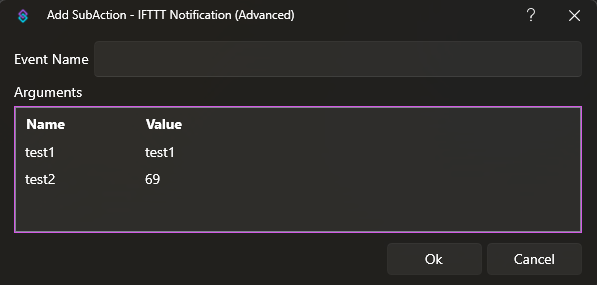 Add SubAction - IFTTT Notification (Advanced) ?
Event Name
Arguments
Name Value
test1 test1
test2 69
Ok Cancel